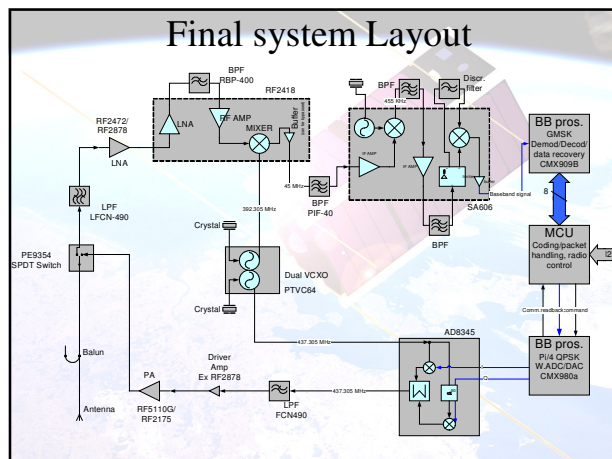 Final system Layout
BPF
RBP-400
RF2418
RF2472/
RF2878
LNA
LNA
RF AMP
MIXER
Buffer
45 MHz
BPF
PIF-40
392.305 MHz
BPF
455 KHz
Discr.
filter
IF AMP
IF AMP
BPF
SA606
Baseband signal
BB pros.
GMSK
Demod/Decod/
data recovery
CMX909B
8
MCU
Coding/packet
handling, radio
control
I2
Comm.readback
command
BB pros.
Pi/4 QPSK
W.ADC/DAC
CMX980a
LPF
LFCN-490
PE9354
SPDT Switch
Crystal
Dual VCXO
PTVC64
Crystal
437.305 MHz
AD8345
I
Q
Σ
437.305 MHz
LPF
FCN490
Driver
Amp
Ex RF2878
PA
RF5110G/
RF2175
Balun
Antenna